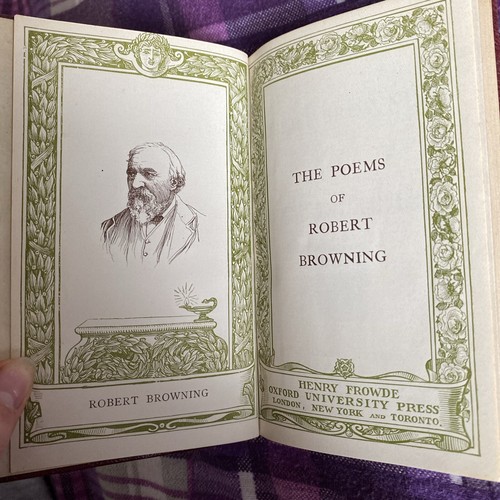 ROBERT BROWNING
THE POEMS
OF
ROBERT
BROWNING
HENRY FROWDE
OXFORD UNIVERSITY PRESS
LONDON, NEW YORK AND TORONTO.